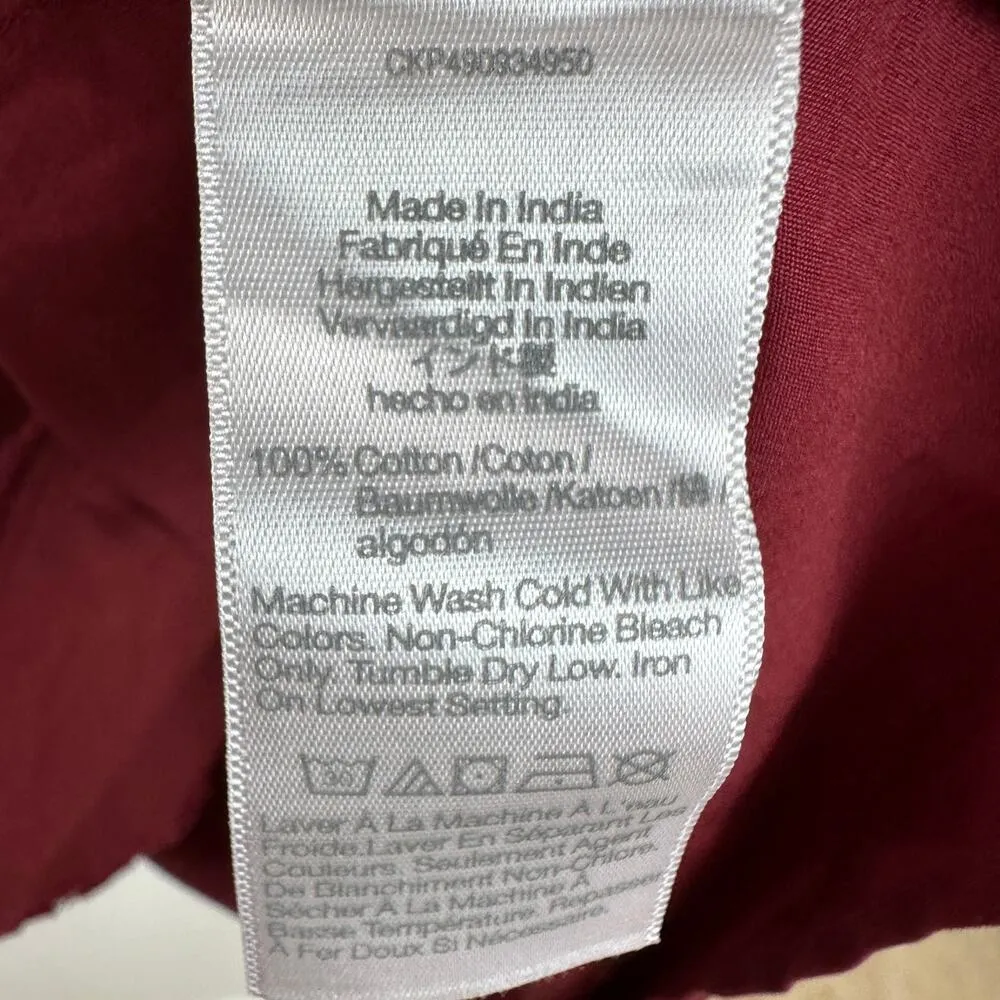 CKP490934950
Made In India
Fabriqué En Inde
Hergestellt In Indien
Vervaardigd In India
インド製
hecho en India
100% Cotton /Coton /
Baumwolle /Katoen /綿 /
algodón
Machine Wash Cold With Like
Colors. Non-Chlorine Bleach
Only. Tumble Dry Low. Iron
On Lowest Setting.
30
Laver À La Machine À L'eau
Froide.Laver En Séparant Les
Couleurs. Seulement Agent
De Blanchiment Non-Chlore.
Sécher À La Machine À
Basse Température. Repasser
À Fer Doux Si Nécessaire.